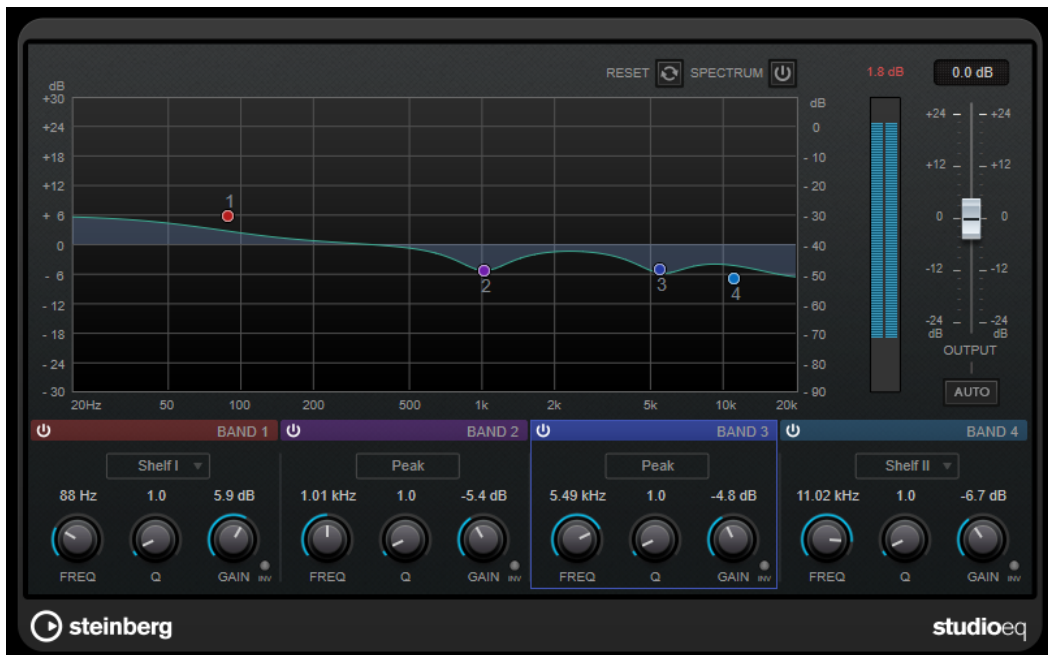 RESET SPECTRUM 1.8 dB 0.0 dB
dB
+30
+24
+18
+12
+ 6
0
- 6
- 12
- 18
- 24
- 30
1
2
3
4
dB
0
- 10
- 20
- 30
- 40
- 50
- 60
- 70
- 80
- 90
20Hz 50 100 200 500 1k 2k 5k 10k 20k
+24 +24
+12 +12
0 0
-12 -12
-24 -24
dB dB
OUTPUT
AUTO
BAND 1 BAND 2 BAND 3 BAND 4
Shelf I Peak Peak Shelf II
88 Hz 1.0 5.9 dB 1.01 kHz 1.0 -5.4 dB 5.49 kHz 1.0 -4.8 dB 11.02 kHz 1.0 -6.7 dB
FREQ Q GAIN INV FREQ Q GAIN INV FREQ Q GAIN INV FREQ Q GAIN INV
steinberg studioeq